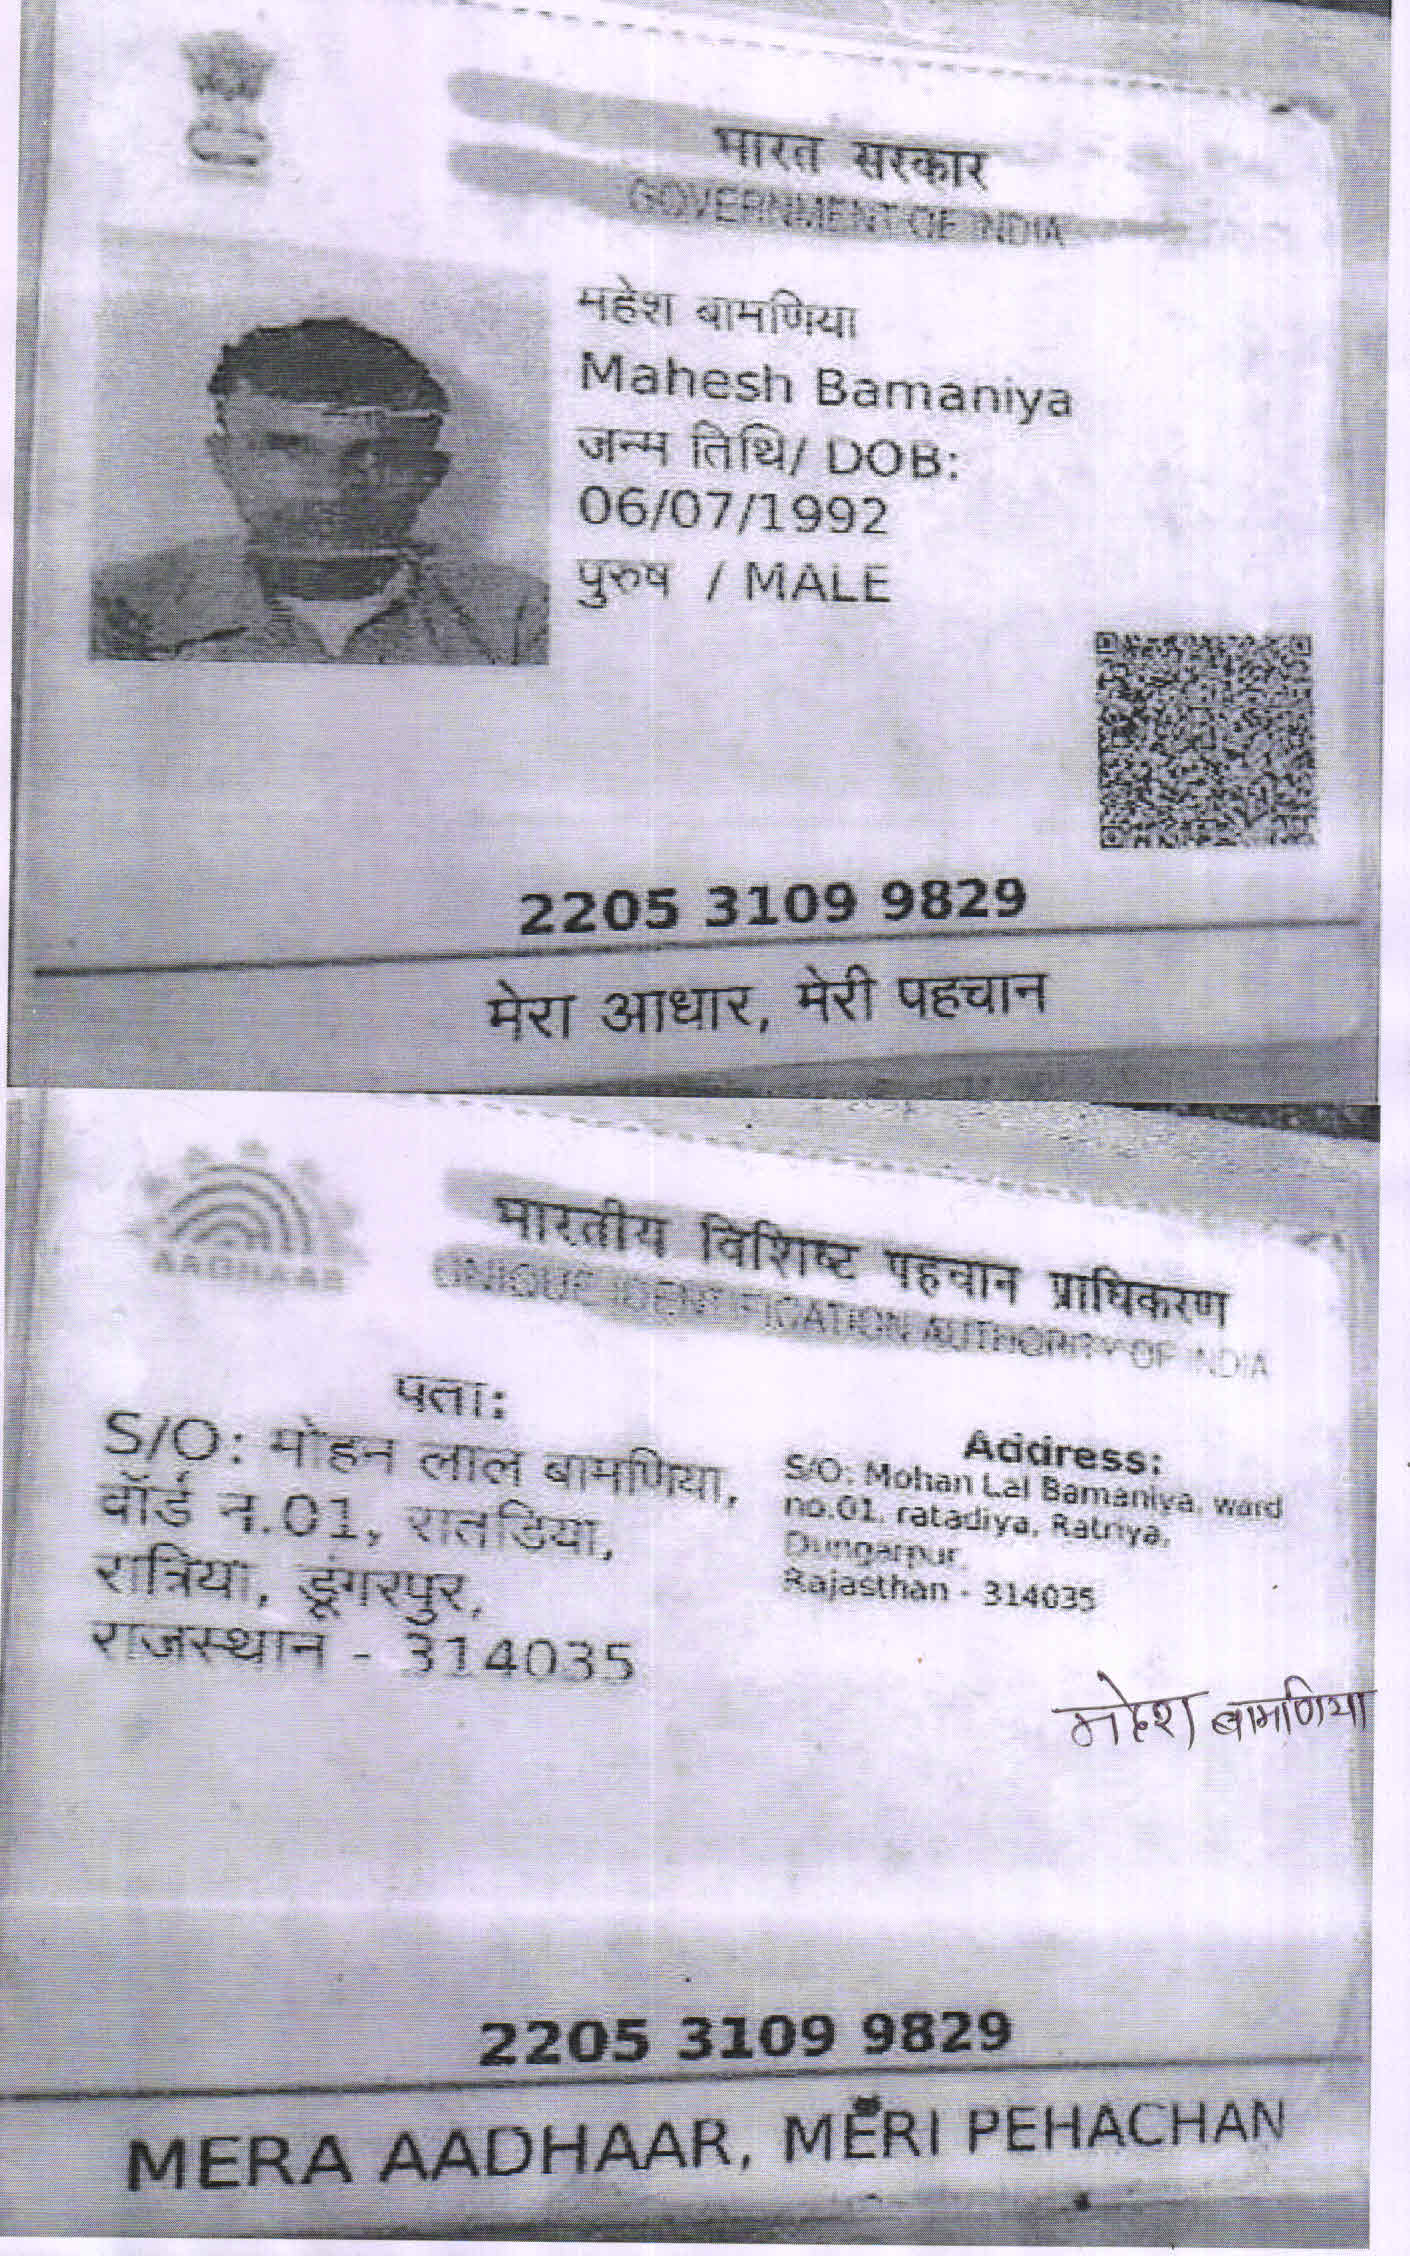 भारत सरकार
GOVERNMENT OF INDIA
महेश बामणिया
Mahesh Bamaniya
जन्म तिथि/ DOB:
06/07/1992
पुरुष / MALE
2205 3109 9829
मेरा आधार, मेरी पहचान
AADHAAR
भारतीय विशिष्ट पहचान प्राधिकरण
UNIQUE IDENTIFICATION AUTHORITY OF INDIA
पता:
S/O: मोहन लाल बामणिया,
वॉर्ड न.01, रातडिया,
रात्रिया, डूंगरपुर,
राजस्थान - 314035
Address:
S/O: Mohan Lal Bamaniya, ward
no.01, ratadiya, Ratriya,
Dungarpur,
Rajasthan - 314035
महेश बामणिया
2205 3109 9829
MERA AADHAAR, MERI PEHACHAN